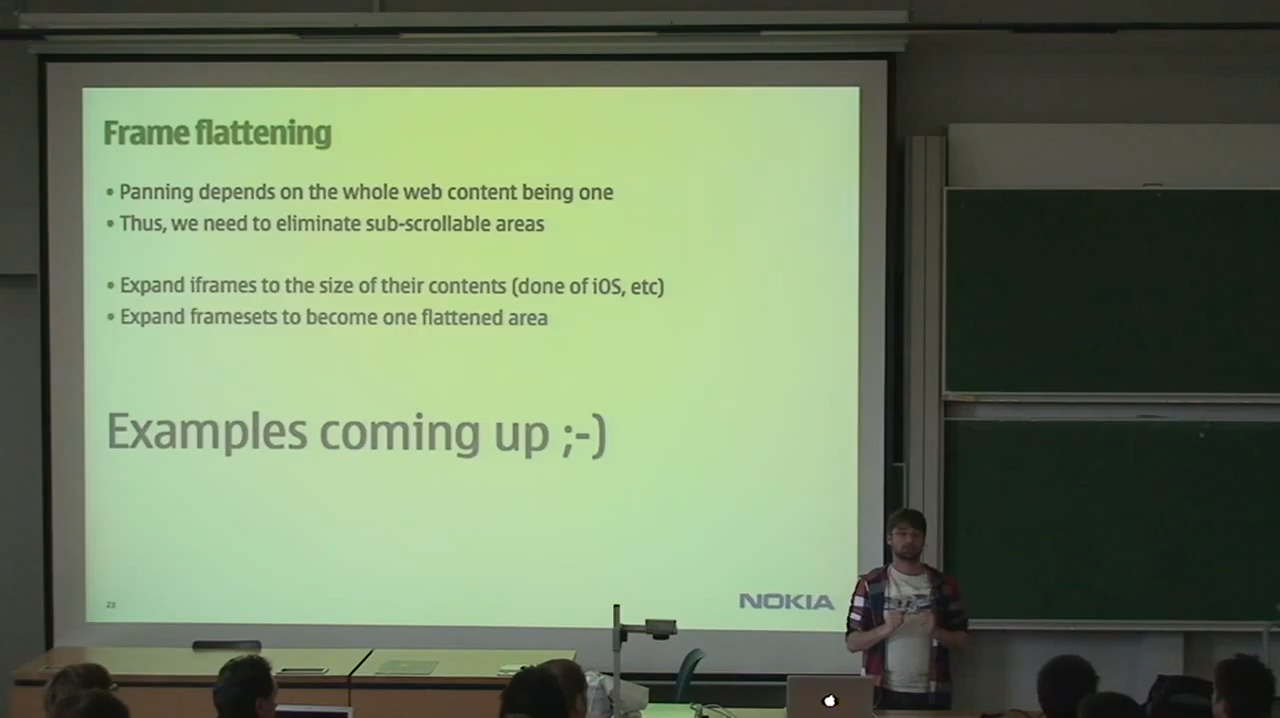 Frame flattening
• Panning depends on the whole web content being one
• Thus, we need to eliminate sub-scrollable areas
• Expand iframes to the size of their contents (done of iOS, etc)
• Expand framesets to become one flattened area
Examples coming up ;-)
23
NOKIA